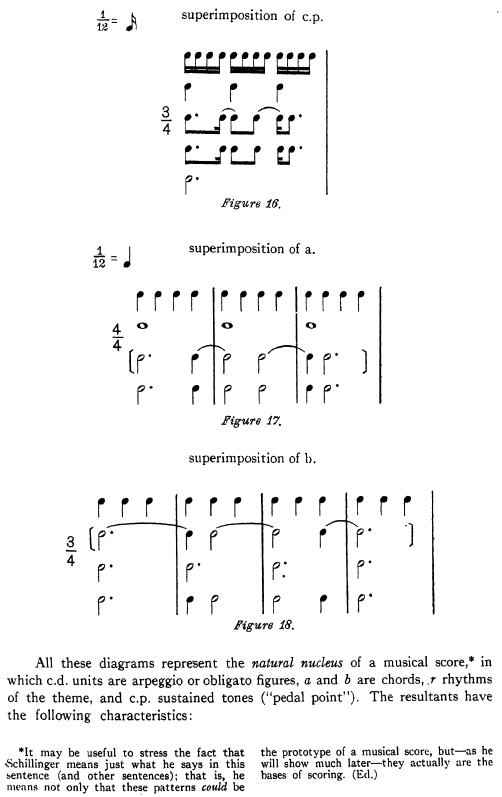 1/12 = superimposition of c.p.
3/4
Figure 16.
1/12 = superimposition of a.
4/4
Figure 17.
superimposition of b.
3/4
Figure 18.
All these diagrams represent the natural nucleus of a musical score,* in
which c.d. units are arpeggio or obligato figures, a and b are chords, r rhythms
of the theme, and c.p. sustained tones ("pedal point"). The resultants have
the following characteristics:
*It may be useful to stress the fact that
Schillinger means just what he says in this
sentence (and other sentences); that is, he
means not only that these patterns could be
the prototype of a musical score, but—as he
will show much later—they actually are the
bases of scoring. (Ed.)